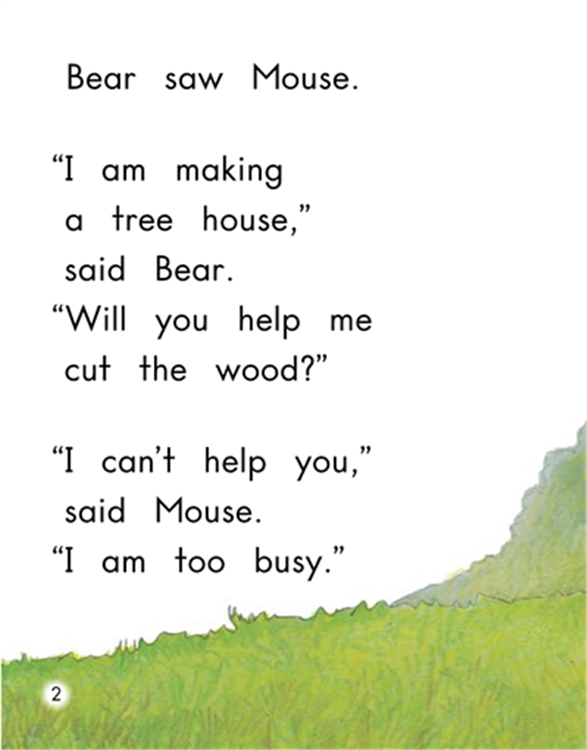 Bear saw Mouse.
“I am making
a tree house,”
said Bear.
“Will you help me
cut the wood?”
“I can’t help you,”
said Mouse.
“I am too busy.”
2